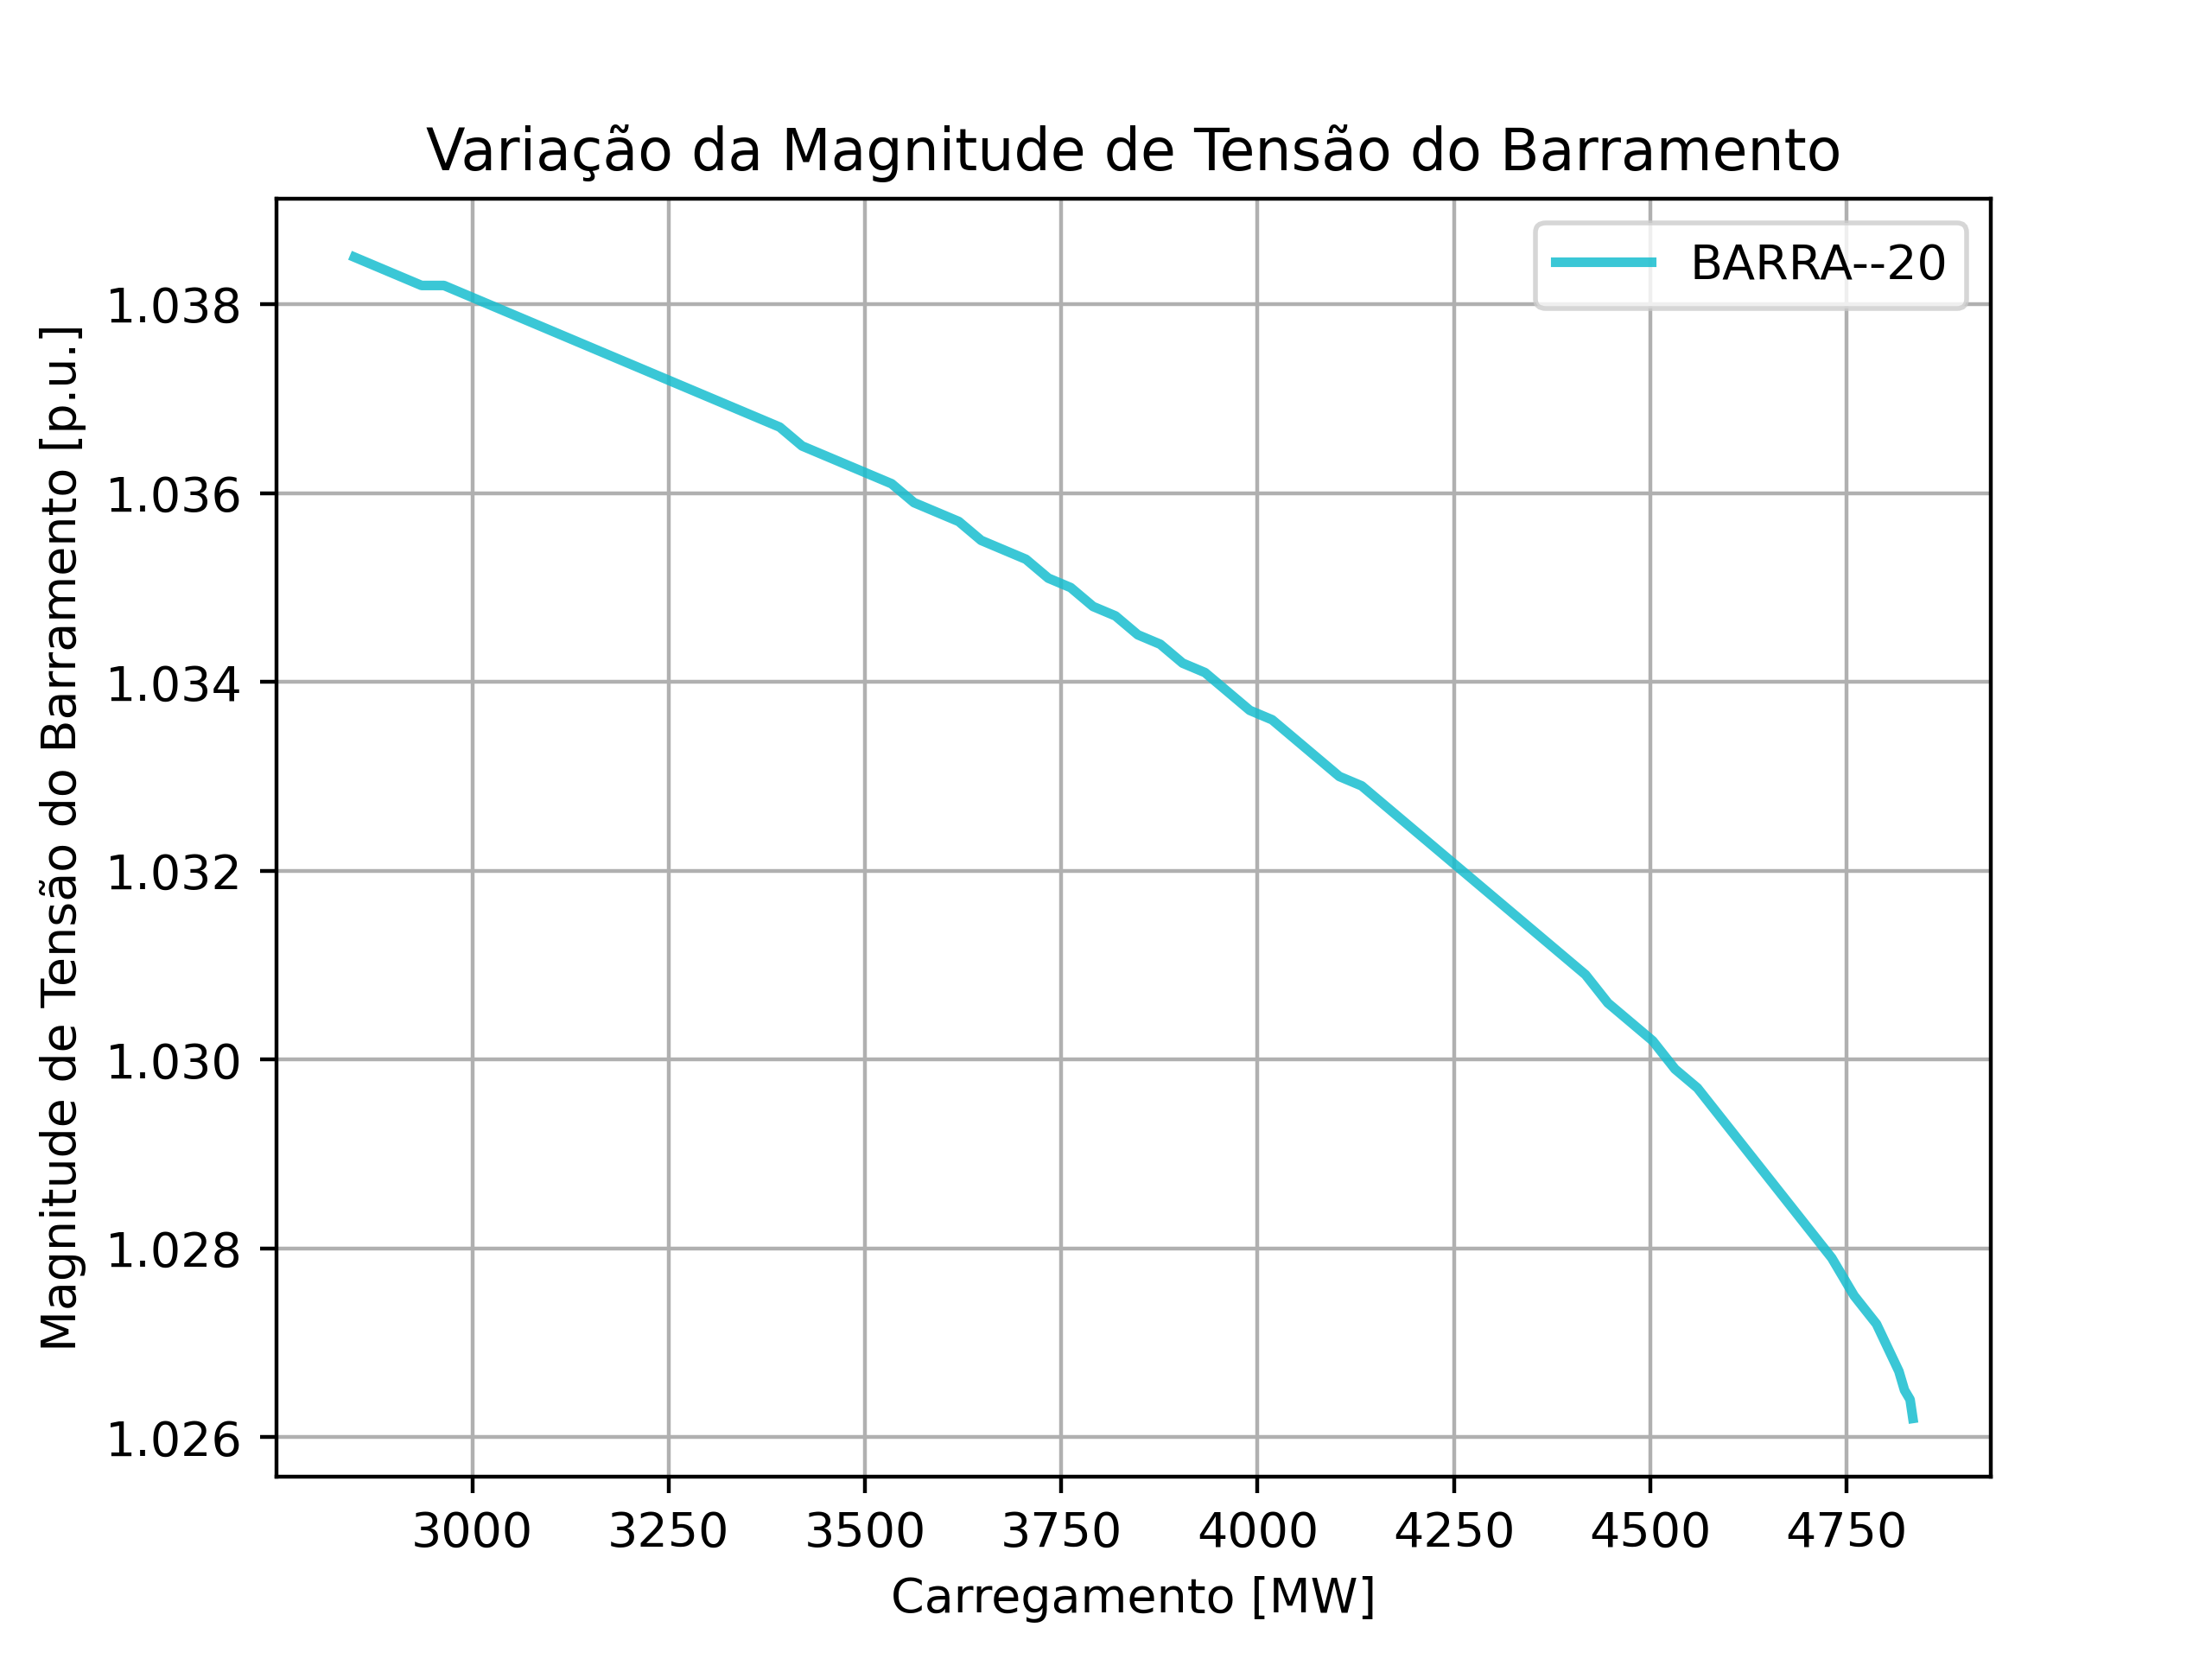 Variação da Magnitude de Tensão do Barramento
BARRA--20
Magnitude de Tensão do Barramento [p.u.]
1.038
1.036
1.034
1.032
1.030
1.028
1.026
3000 3250 3500 3750 4000 4250 4500 4750
Carregamento [MW]